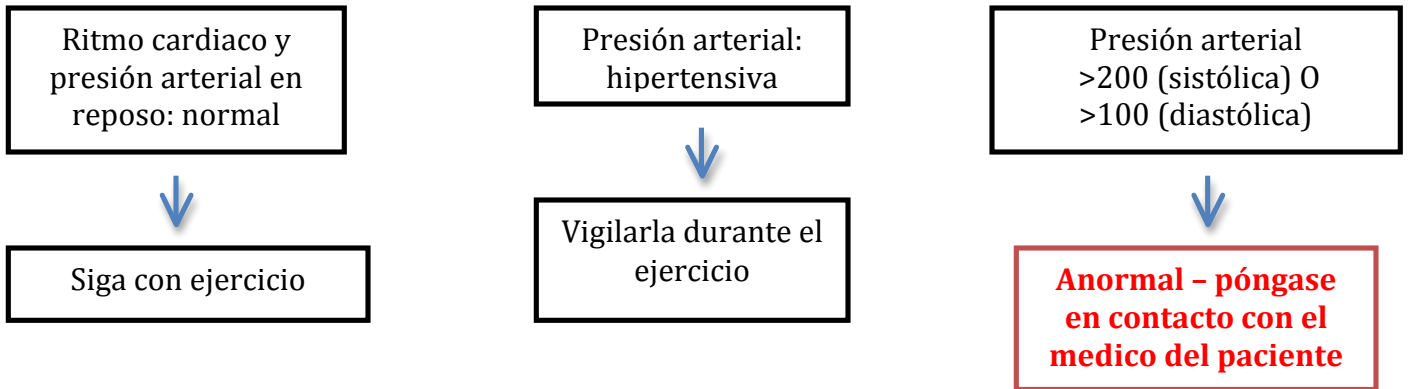 Ritmo cardiaco y
presión arterial en
reposo: normal
Siga con ejercicio
Presión arterial:
hipertensiva
Vigilarla durante el
ejercicio
Presión arterial
>200 (sistólica) O
>100 (diastólica)
Anormal – póngase
en contacto con el
medico del paciente